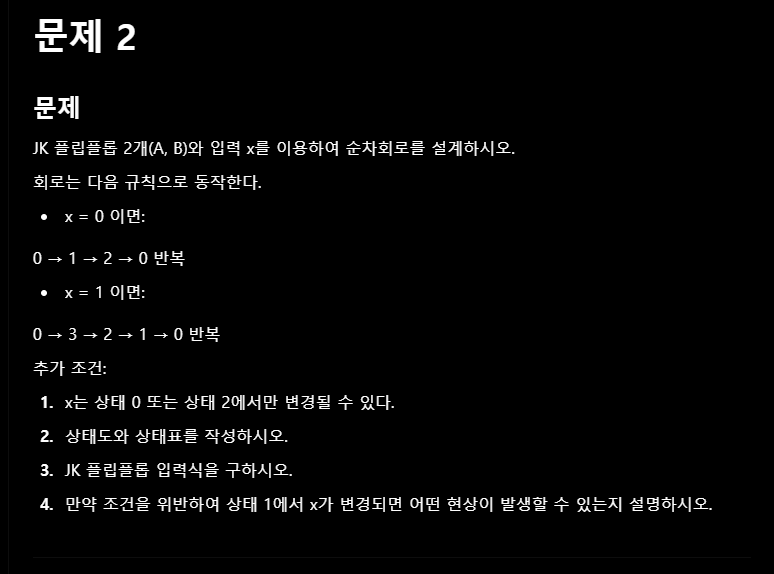 문제 2
문제
JK 플립플롭 2개(A, B)와 입력 x를 이용하여 순차회로를 설계하시오.
회로는 다음 규칙으로 동작한다.
• x = 0 이면:
0 → 1 → 2 → 0 반복
• x = 1 이면:
0 → 3 → 2 → 1 → 0 반복
추가 조건:
1. x는 상태 0 또는 상태 2에서만 변경될 수 있다.
2. 상태도와 상태표를 작성하시오.
3. JK 플립플롭 입력식을 구하시오.
4. 만약 조건을 위반하여 상태 1에서 x가 변경되면 어떤 현상이 발생할 수 있는지 설명하시오.